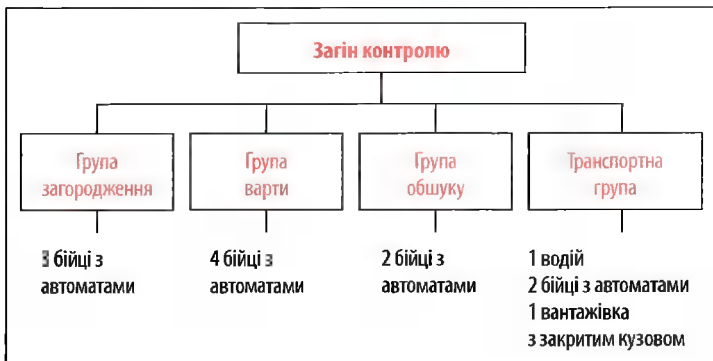 Загін контролю
Група
загородження
Група
варти
Група
обшуку
Транспортна
група
3 бійці з
автоматами
4 бійці з
автоматами
2 бійці з
автоматами
1 водій
2 бійці з автоматами
1 вантажівка
з закритим кузовом